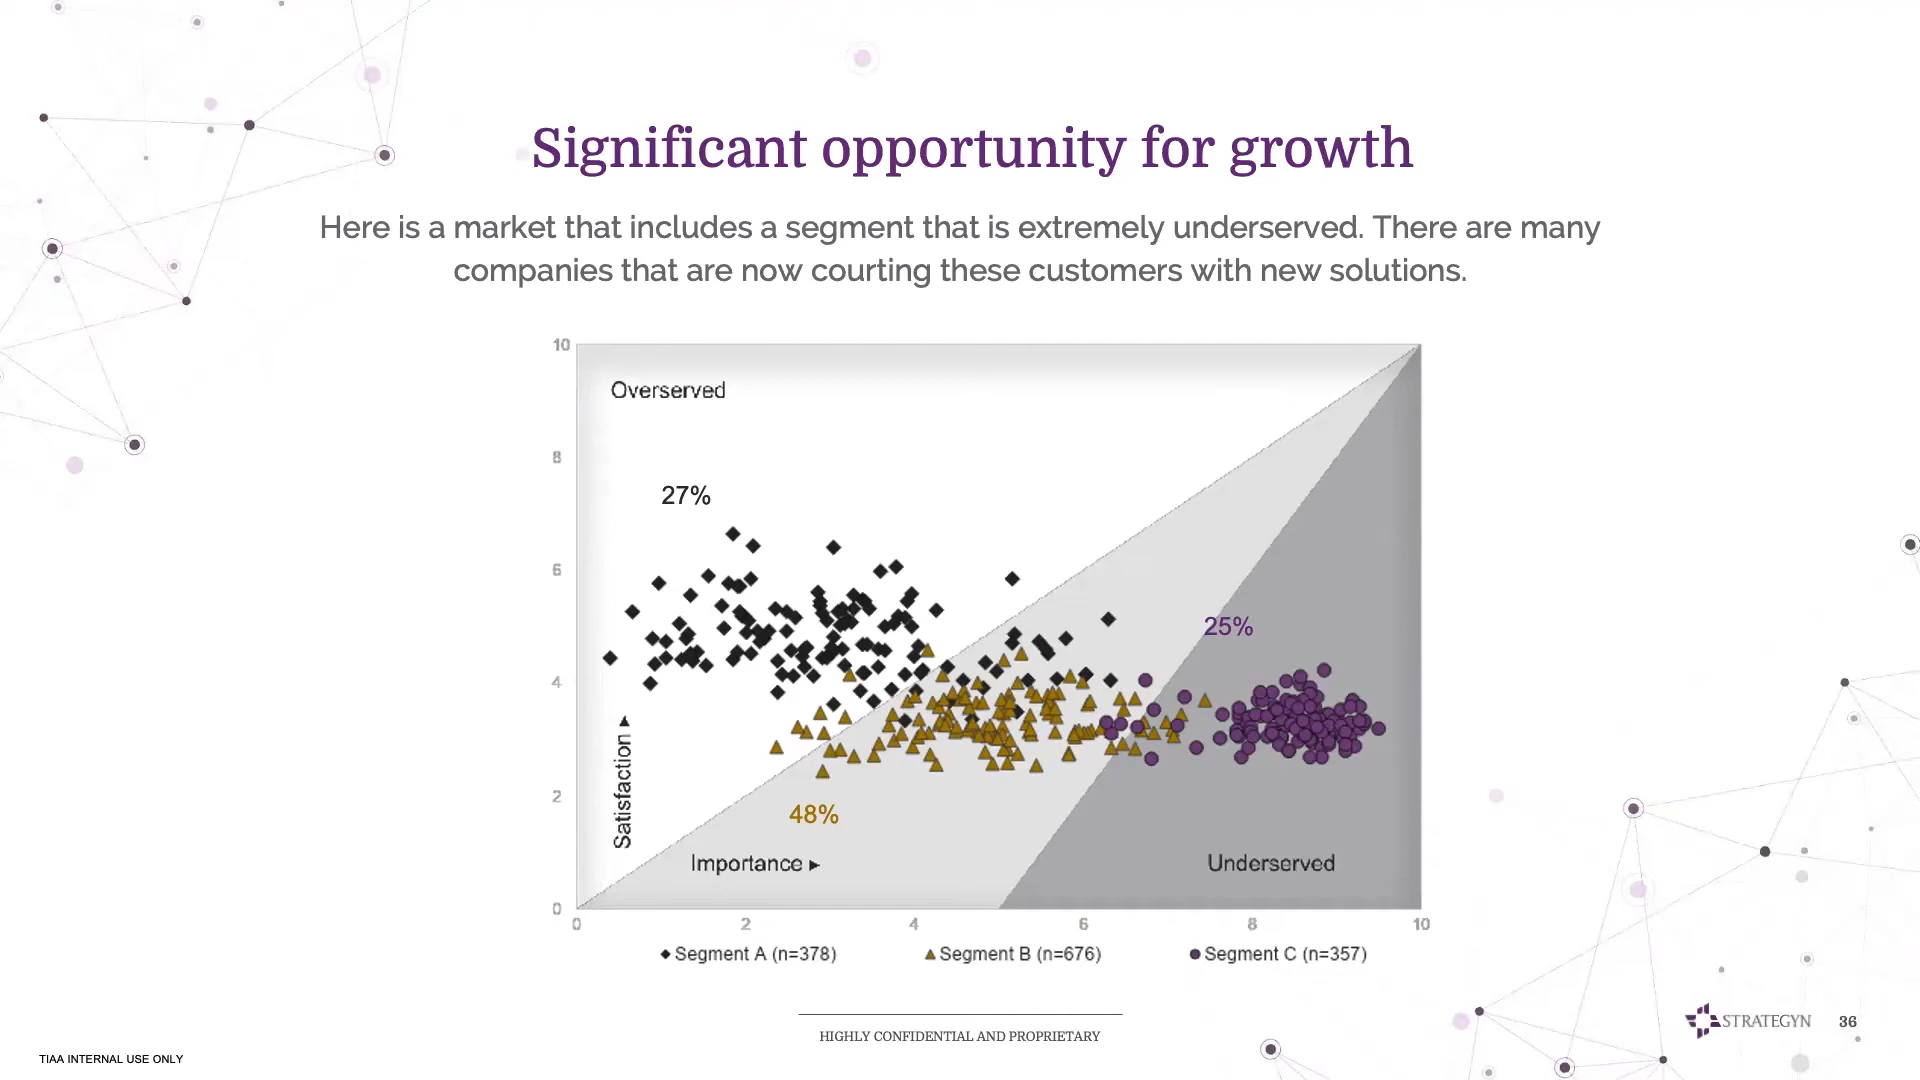 Significant opportunity for growth
Here is a market that includes a segment that is extremely underserved. There are many
companies that are now courting these customers with new solutions.
10
Overserved
8
27%
6
25%
4
Satisfaction ►
2
48%
Importance ►
Underserved
0
0
2
4
6
8
10
◆ Segment A (n=378)
▲ Segment B (n=676)
● Segment C (n=357)
HIGHLY CONFIDENTIAL AND PROPRIETARY
STRATEGYN
36
TIAA INTERNAL USE ONLY